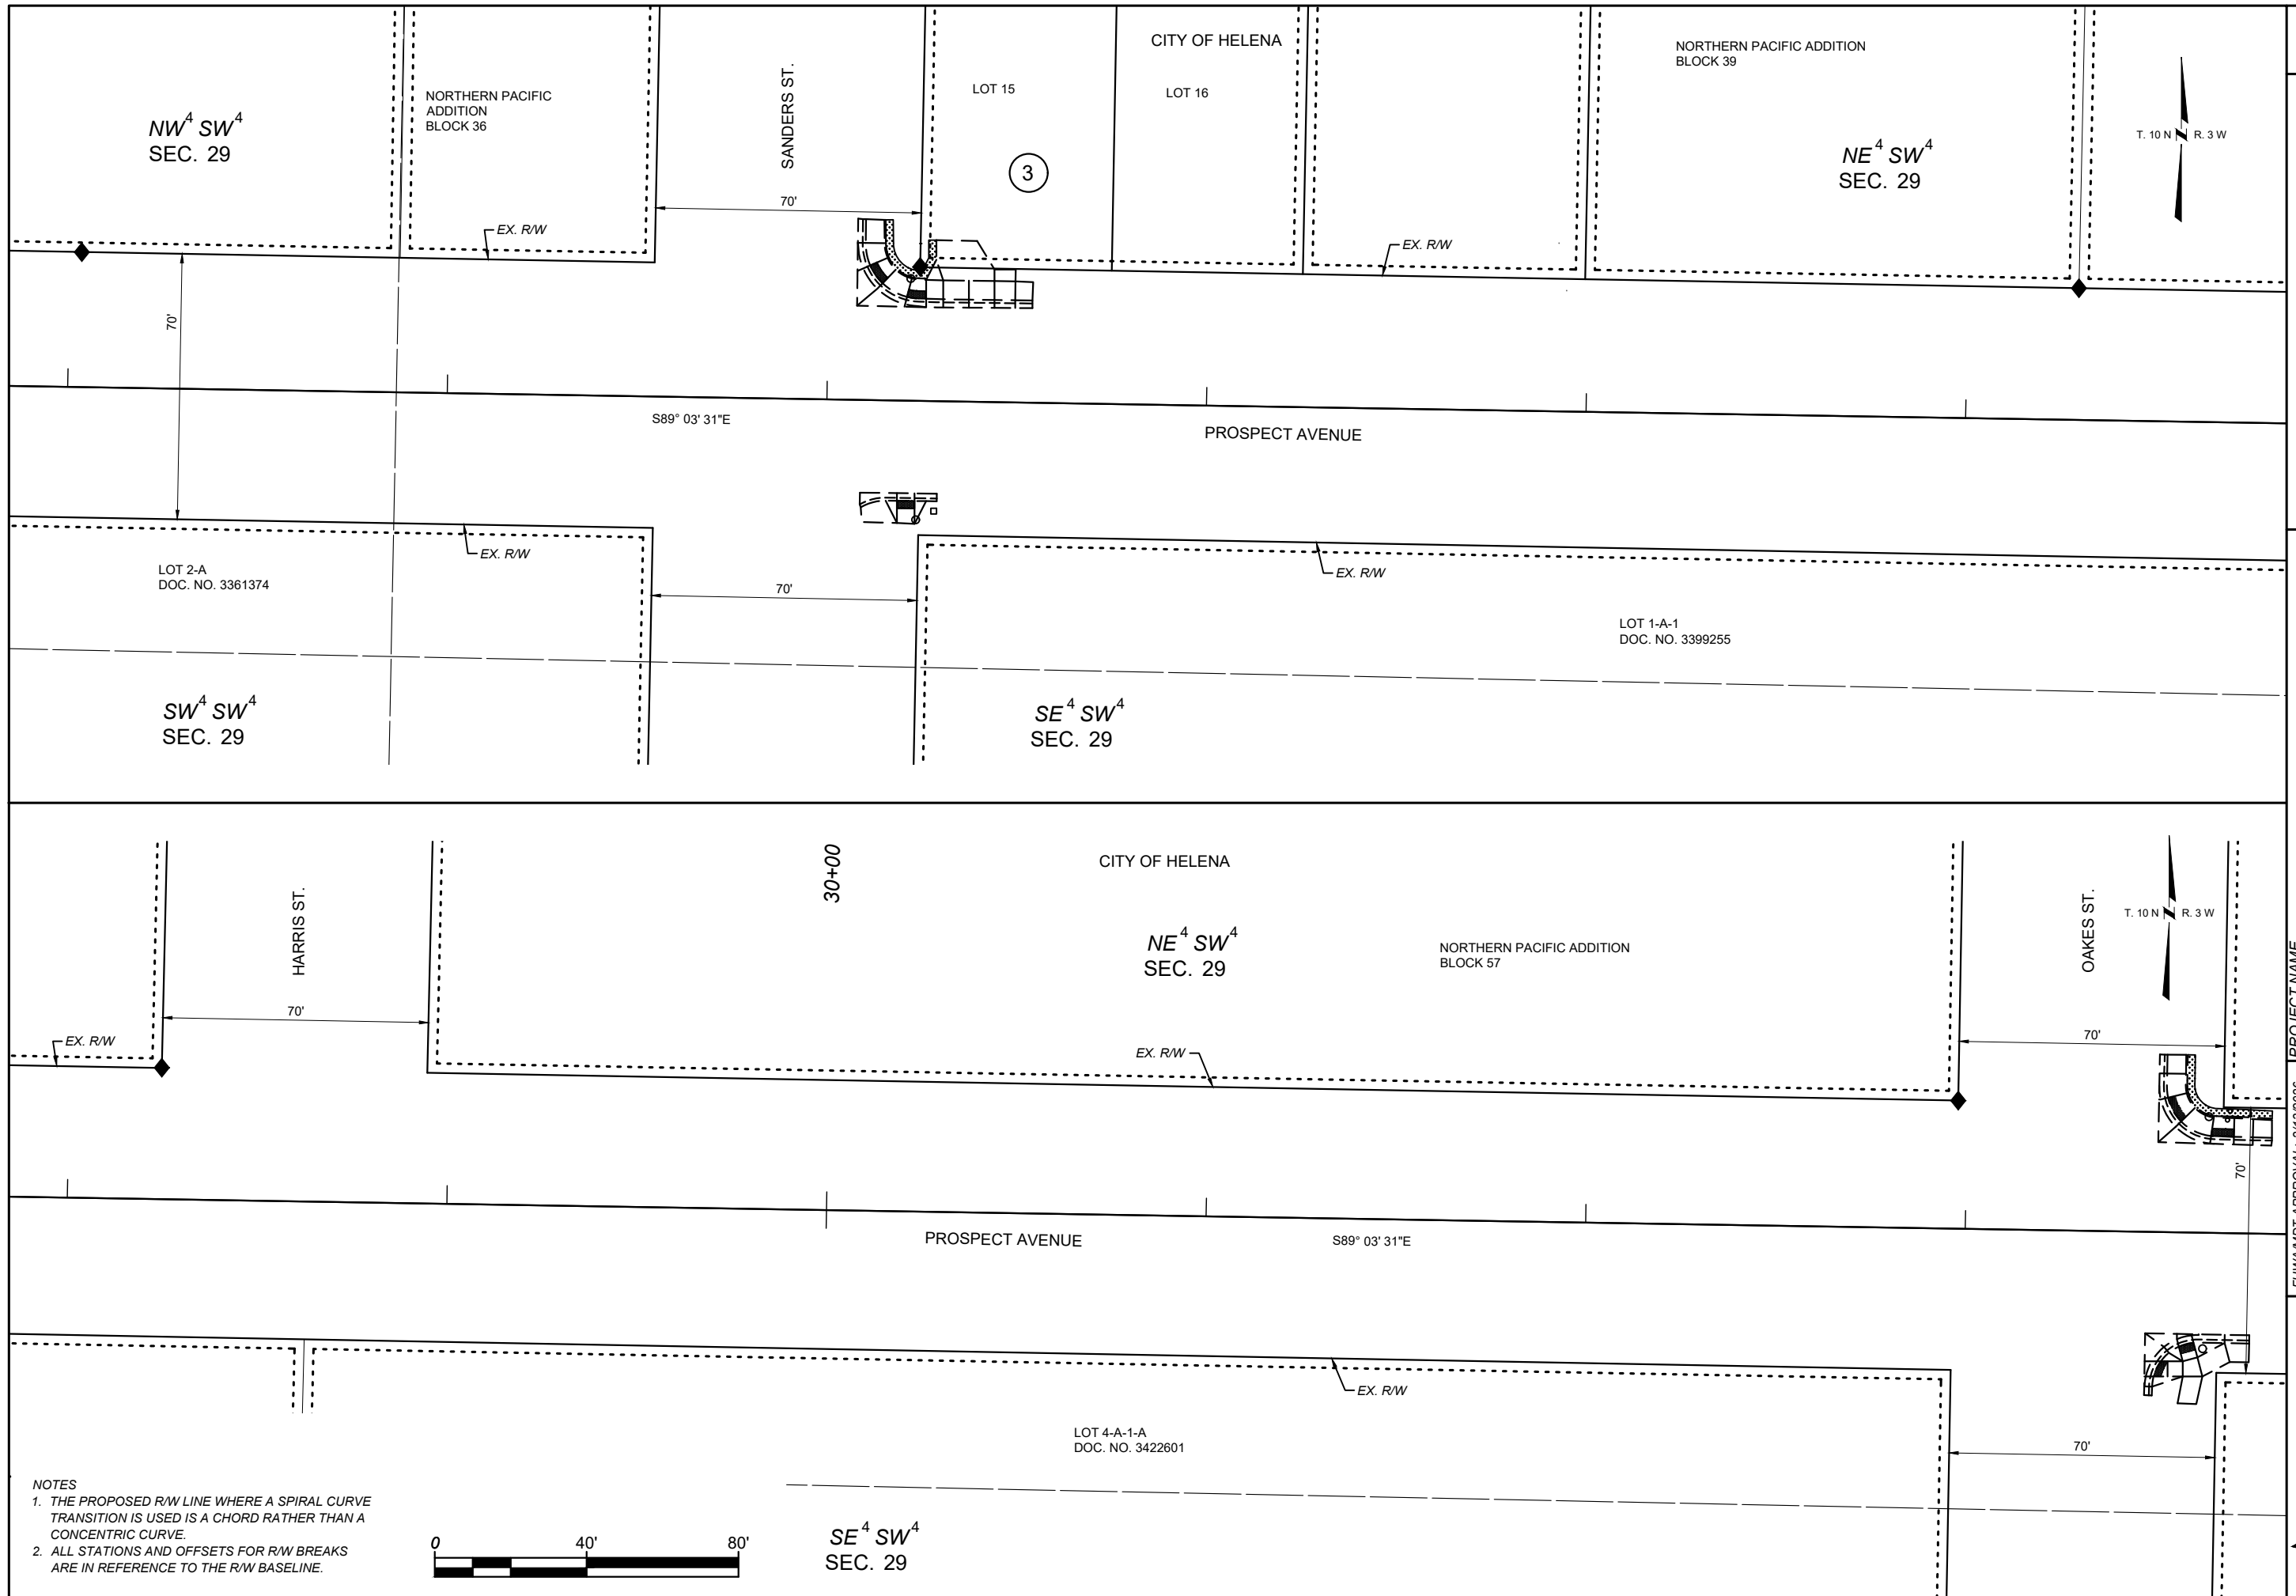 CITY OF HELENA
NORTHERN PACIFIC ADDITION
BLOCK 39
LOT 15
LOT 16
NORTHERN PACIFIC
ADDITION
BLOCK 36
SANDERS ST.
NW4 SW4
SEC. 29
T. 10 N
R. 3 W
NE4 SW4
SEC. 29
3
70'
EX. R/W
EX. R/W
70'
S89° 03' 31"E
PROSPECT AVENUE
EX. R/W
EX. R/W
LOT 2-A
DOC. NO. 3361374
70'
LOT 1-A-1
DOC. NO. 3399255
SW4 SW4
SEC. 29
SE4 SW4
SEC. 29
30+00
CITY OF HELENA
HARRIS ST.
NE4 SW4
SEC. 29
NORTHERN PACIFIC ADDITION
BLOCK 57
OAKES ST.
T. 10 N
R. 3 W
PROJECT NAME
70'
EX. R/W
EX. R/W
70'
70'
PROSPECT AVENUE
S89° 03' 31"E
EX. R/W
LOT 4-A-1-A
DOC. NO. 3422601
70'
NOTES
1. THE PROPOSED R/W LINE WHERE A SPIRAL CURVE
TRANSITION IS USED IS A CHORD RATHER THAN A
CONCENTRIC CURVE.
2. ALL STATIONS AND OFFSETS FOR R/W BREAKS
ARE IN REFERENCE TO THE R/W BASELINE.
0 40' 80'
SE4 SW4
SEC. 29